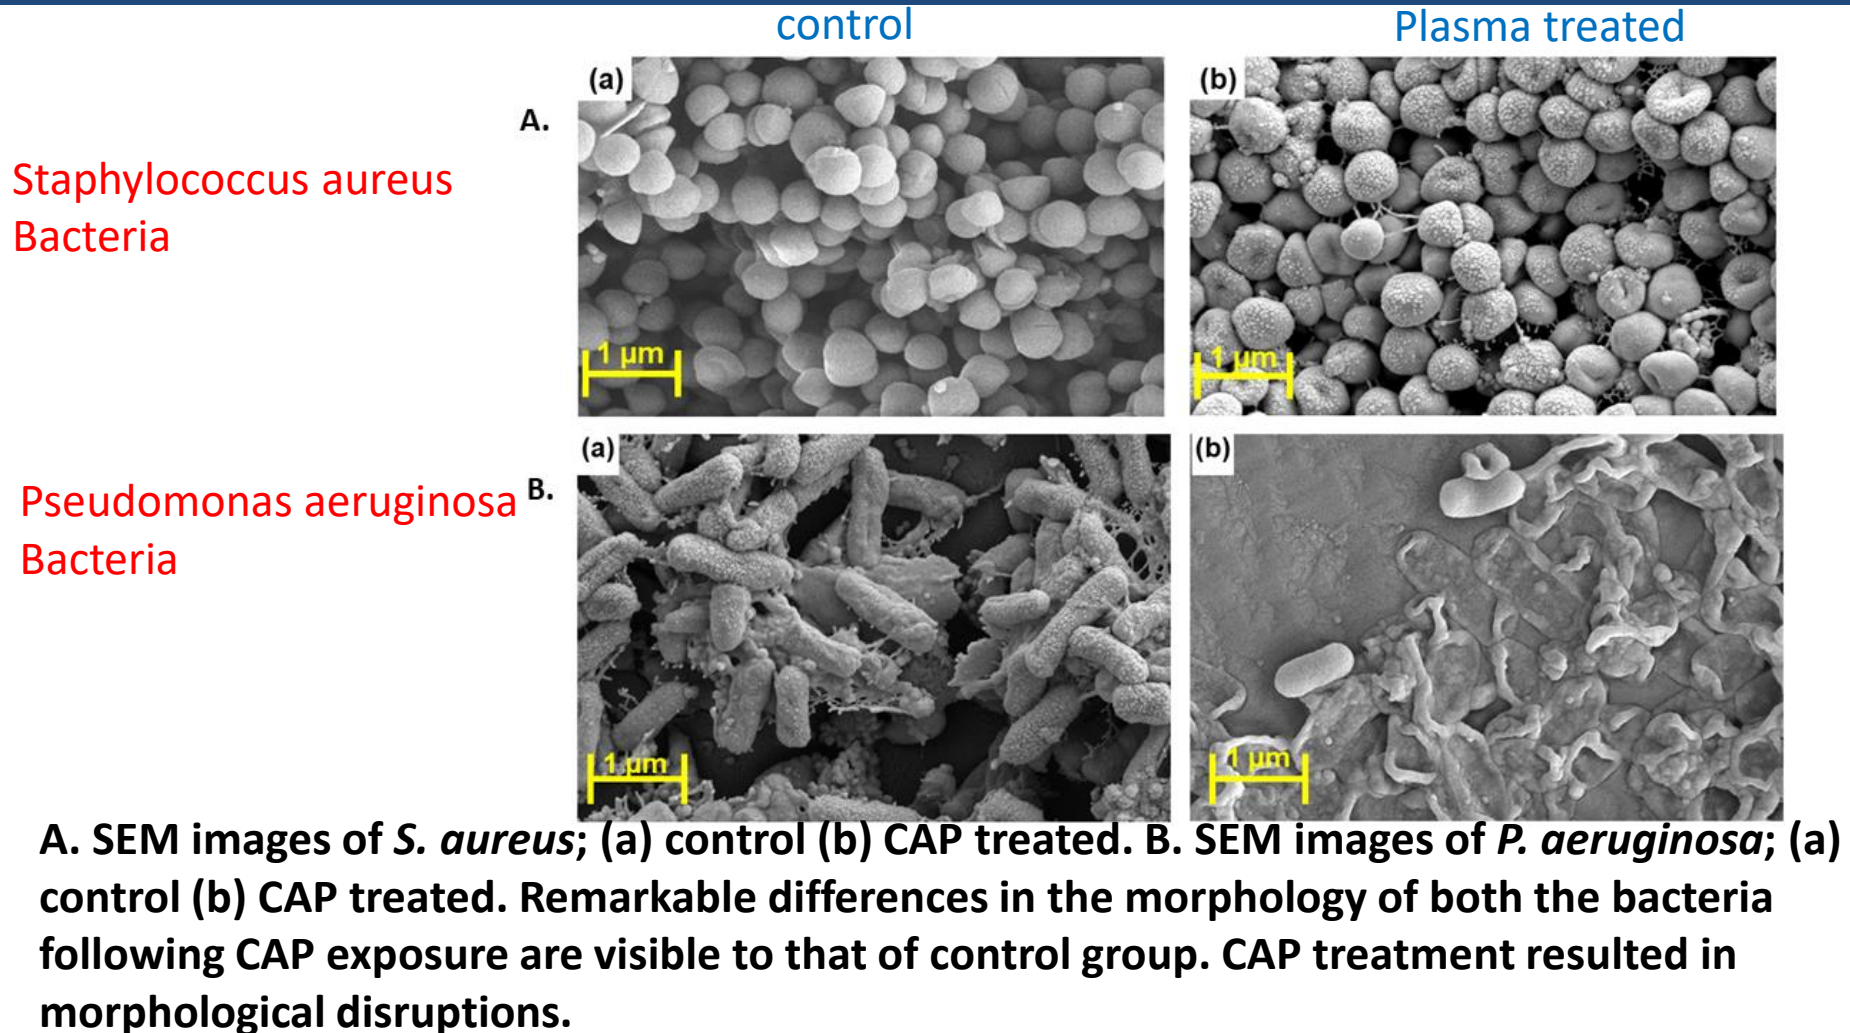 control
Plasma treated
(a)
(b)
A.
Staphylococcus aureus
Bacteria
1 µm
1 µm
(a)
(b)
Pseudomonas aeruginosa
Bacteria
B.
1 µm
1 µm
A. SEM images of S. aureus; (a) control (b) CAP treated. B. SEM images of P. aeruginosa; (a)
control (b) CAP treated. Remarkable differences in the morphology of both the bacteria
following CAP exposure are visible to that of control group. CAP treatment resulted in
morphological disruptions.